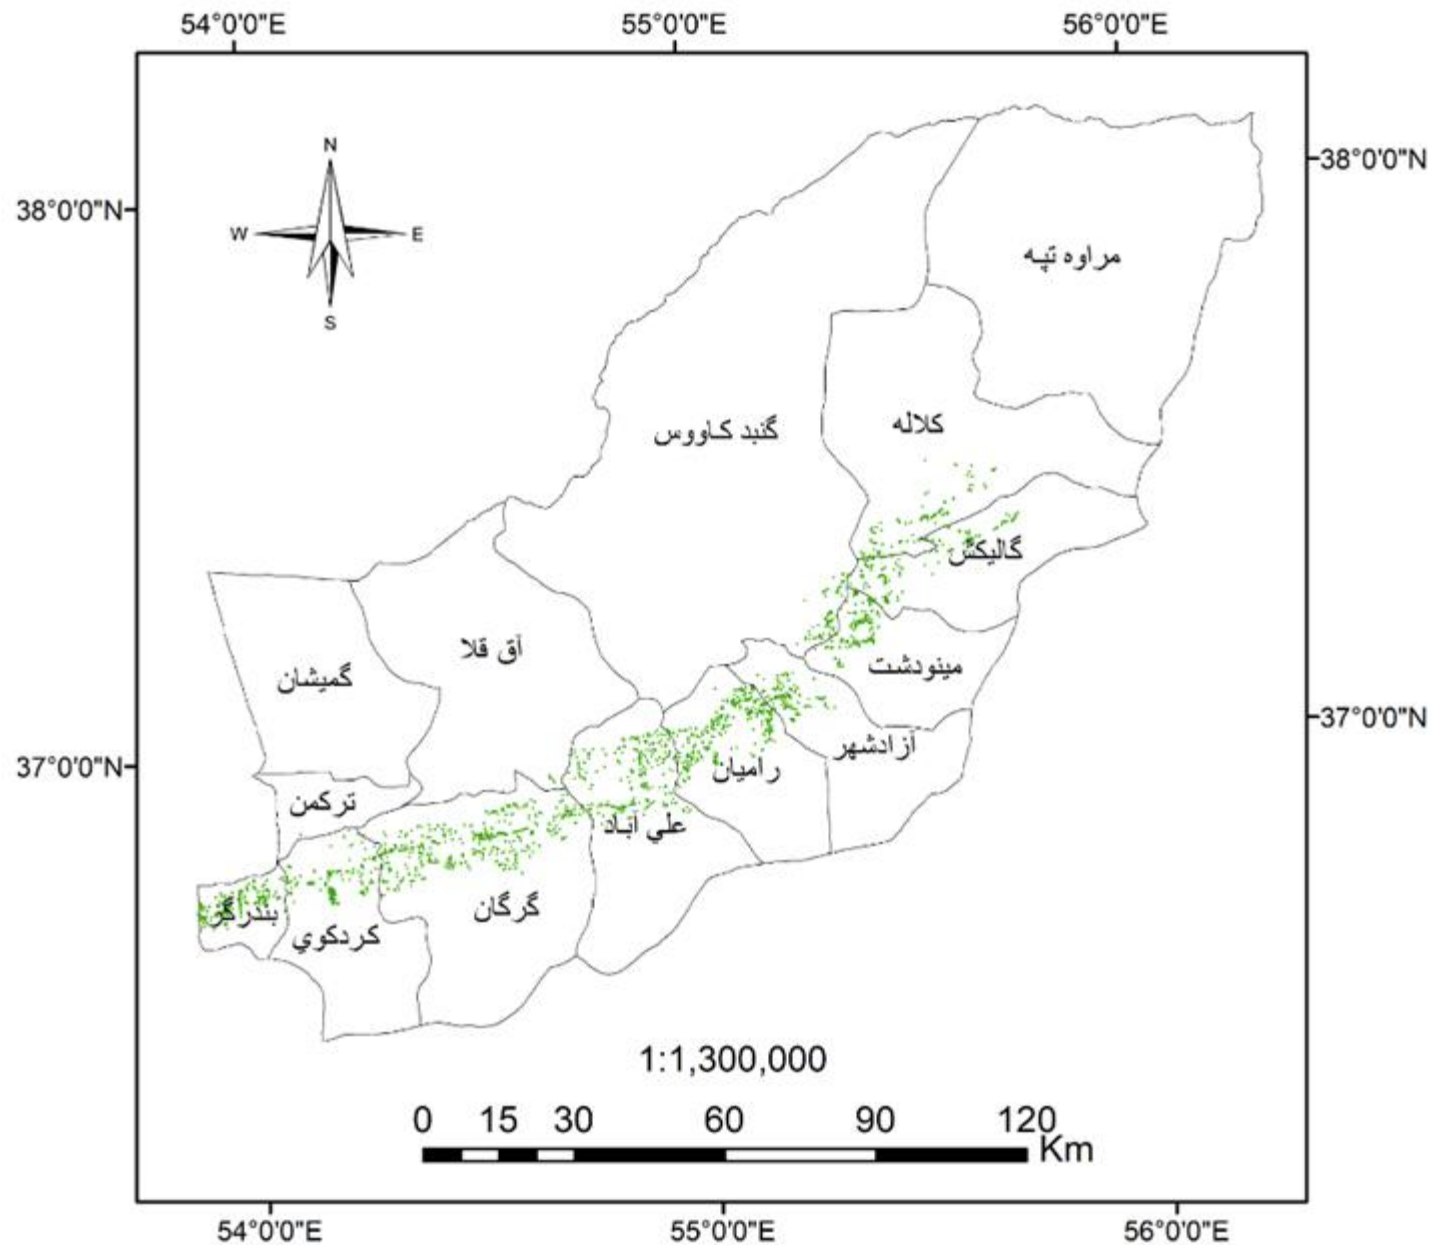 54°0'0"E 55°0'0"E 56°0'0"E
38°0'0"N
38°0'0"N
N
W E
S
مراوه تپه
گنبد کاووس
کلاله
گالیکش
آق قلا
گمیشان
مینودشت
37°0'0"N
آزادشهر
37°0'0"N
رامیان
ترکمن
علي آباد
گرگان
بندرگز
کردکوي
1:1,300,000
0 15 30 60 90 120
Km
54°0'0"E 55°0'0"E 56°0'0"E